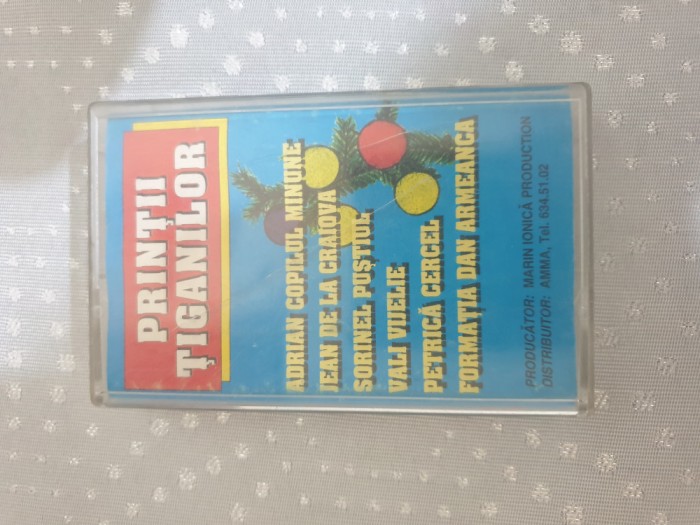 PRINȚII
ȚIGANILOR
ADRIAN COPILUL MINUNE
JEAN DE LA CRAIOVA
SORINEL PUȘTIUL
VALI VIJELIE
PETRICĂ CERCEL
FORMAȚIA DAN ARMEANCA
PRODUCĂTOR: MARIN IONICĂ PRODUCTION
DISTRIBUITOR: AMMA, Tel. 634.51.02